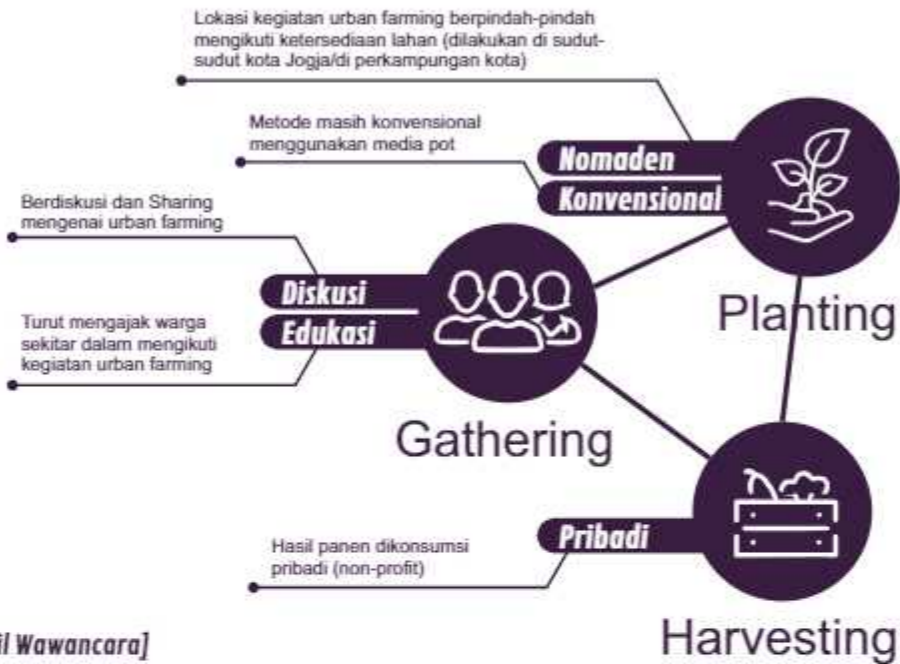 Lokasi kegiatan urban farming berpindah-pindah
mengikuti ketersediaan lahan (dilakukan di sudut-
sudut kota Jogja/di perkampungan kota)
Metode masih konvensional
menggunakan media pot
Nomaden
Konvensional
Planting
Berdiskusi dan Sharing
mengenai urban farming
Diskusi
Edukasi
Turut mengajak warga
sekitar dalam mengikuti
kegiatan urban farming
Gathering
Pribadi
Hasil panen dikonsumsi
pribadi (non-profit)
Harvesting
il Wawancara]